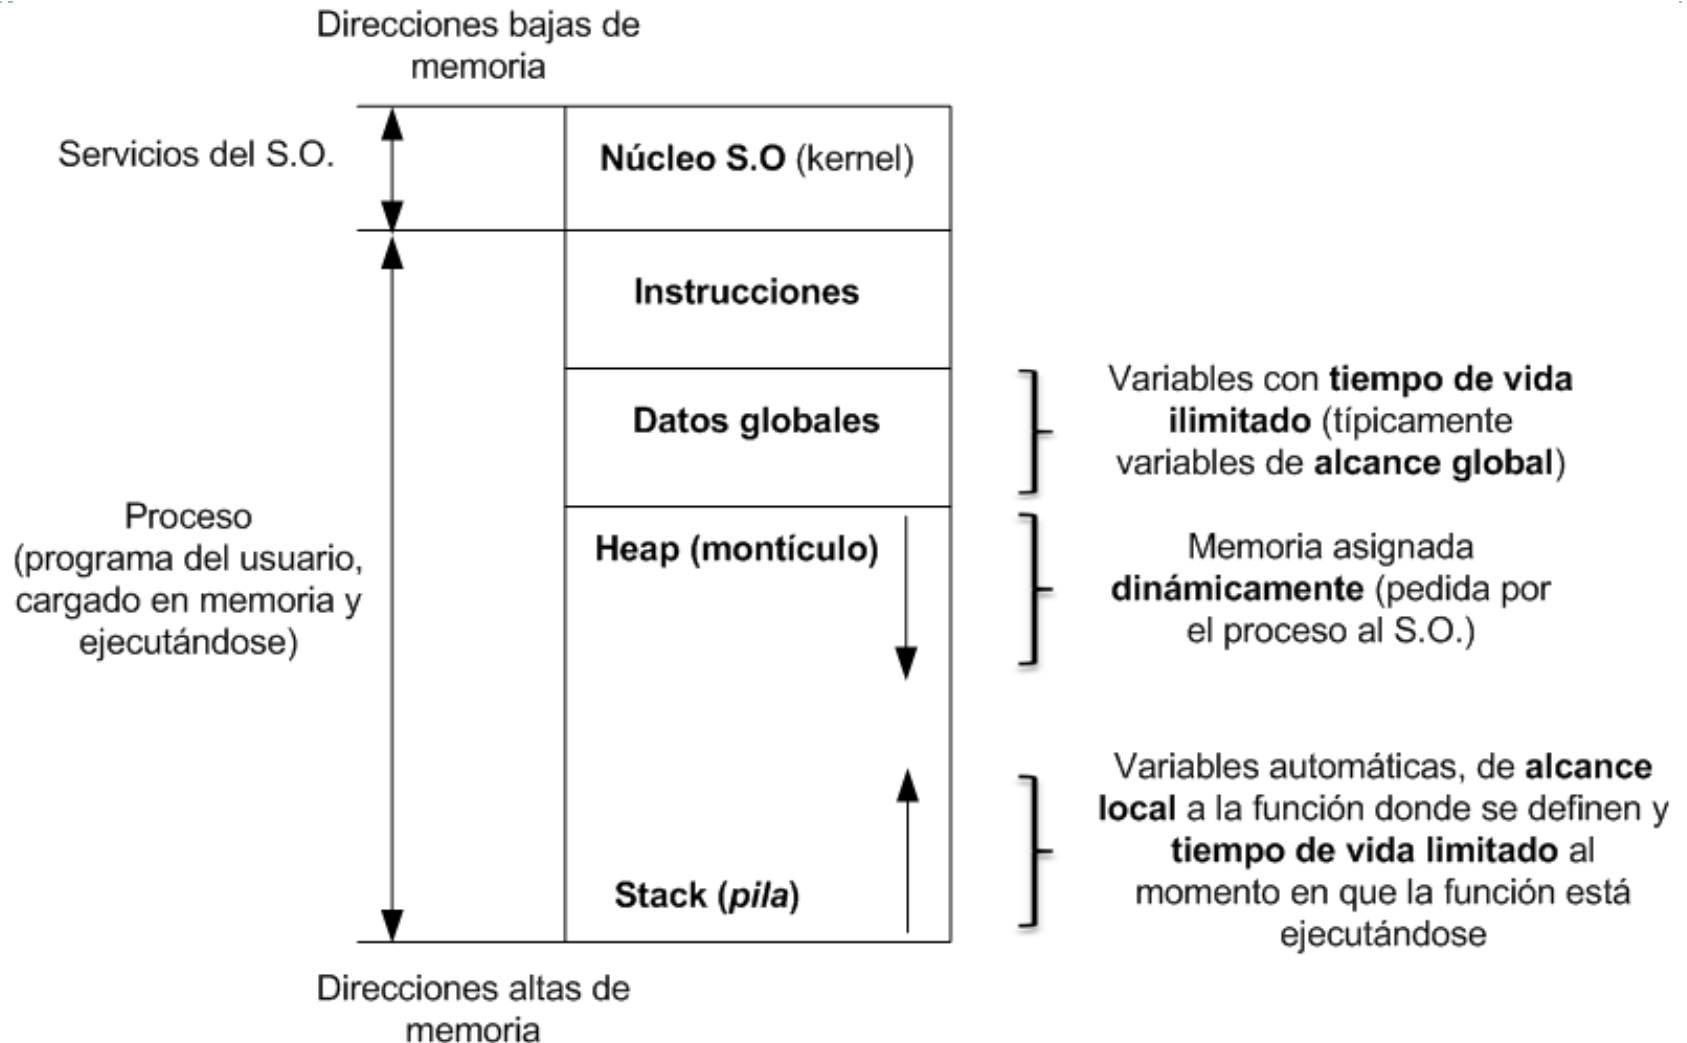 Direcciones bajas de
memoria
Servicios del S.O.
Núcleo S.O (kernel)
Instrucciones
Datos globales
Variables con tiempo de vida
ilimitado (típicamente
variables de alcance global)
Proceso
(programa del usuario,
cargado en memoria y
ejecutándose)
Heap (montículo)
Memoria asignada
dinámicamente (pedida por
el proceso al S.O.)
Stack (pila)
Variables automáticas, de alcance
local a la función donde se definen y
tiempo de vida limitado al
momento en que la función está
ejecutándose
Direcciones altas de
memoria